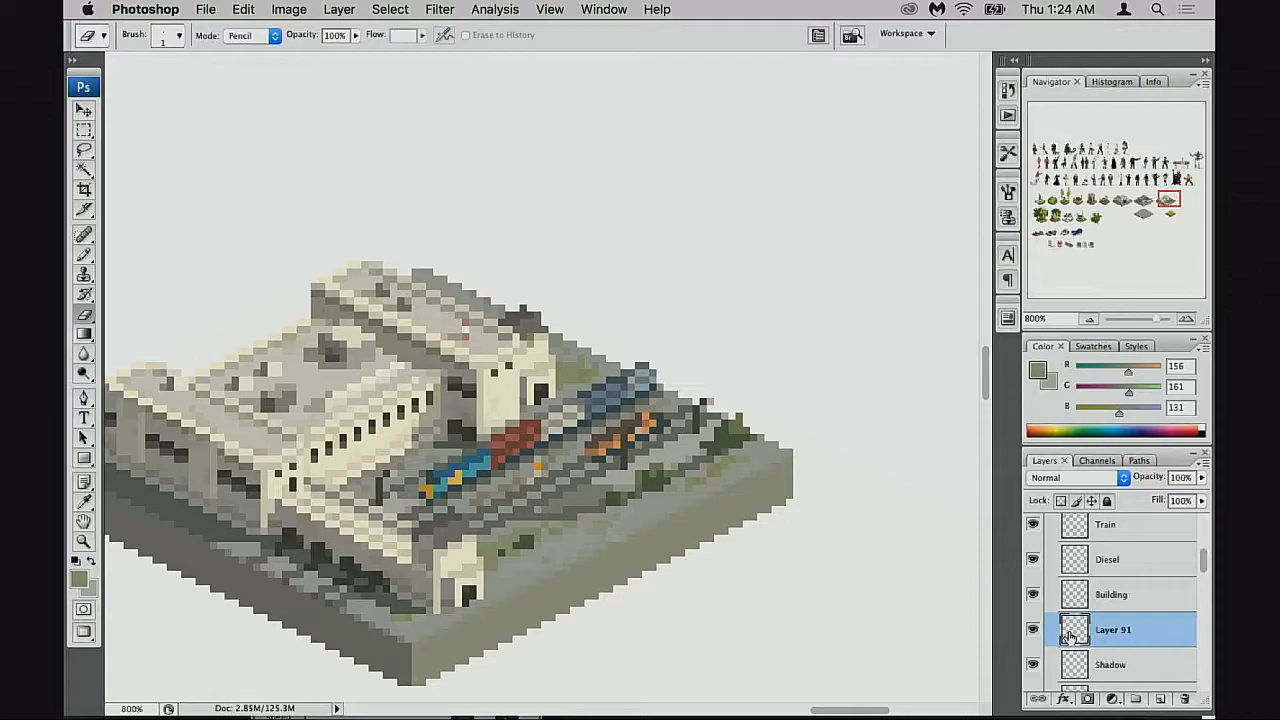 Photoshop File Edit Image Layer Select Filter Analysis View Window Help Thu 1:24 AM
Brush: 1 Mode: Pencil Opacity: 100% Flow: Erase to History Workspace
Ps
Navigator Histogram Info
800%
Color Swatches Styles
R 156
G 161
B 131
Layers Channels Paths
Normal Opacity: 100%
Lock: Fill: 100%
Train
Diesel
Building
Layer 91
Shadow
800% Doc: 2.85M/125.3M